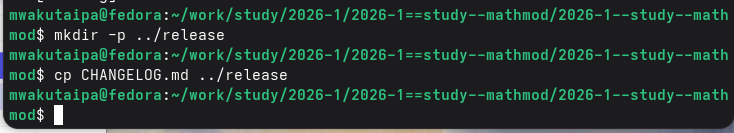 mwakutaipa@fedora:~/work/study/2026-1/2026-1==study--mathmod/2026-1--study--math
mod$ mkdir -p ../release
mwakutaipa@fedora:~/work/study/2026-1/2026-1==study--mathmod/2026-1--study--math
mod$ cp CHANGELOG.md ../release
mwakutaipa@fedora:~/work/study/2026-1/2026-1==study--mathmod/2026-1--study--math
mod$